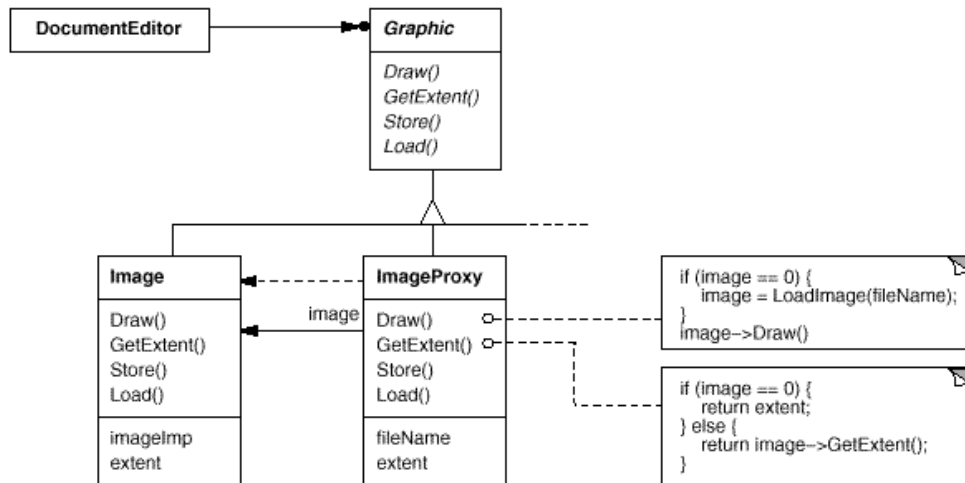 DocumentEditor
Graphic
Draw()
GetExtent()
Store()
Load()
Image
Draw()
GetExtent()
Store()
Load()
imageImp
extent
image
ImageProxy
Draw()
GetExtent()
Store()
Load()
fileName
extent
if (image == 0) {
image = LoadImage(fileName);
}
image->Draw()
if (image == 0) {
return extent;
} else {
return image->GetExtent();
}